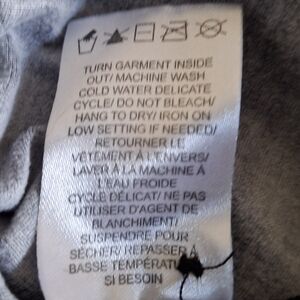 TURN GARMENT INSIDE
OUT/ MACHINE WASH
COLD WATER DELICATE
CYCLE/ DO NOT BLEACH/
HANG TO DRY/ IRON ON
LOW SETTING IF NEEDED/
RETOURNER LE
VÊTEMENT À L'ENVERS/
LAVER À LA MACHINE À
L'EAU FROIDE
CYCLE DÉLICAT/ NE PAS
UTILISER D'AGENT DE
BLANCHIMENT/
SUSPENDRE POUR
SÉCHER/ REPASSER À
BASSE TEMPÉRATURE
SI BESOIN